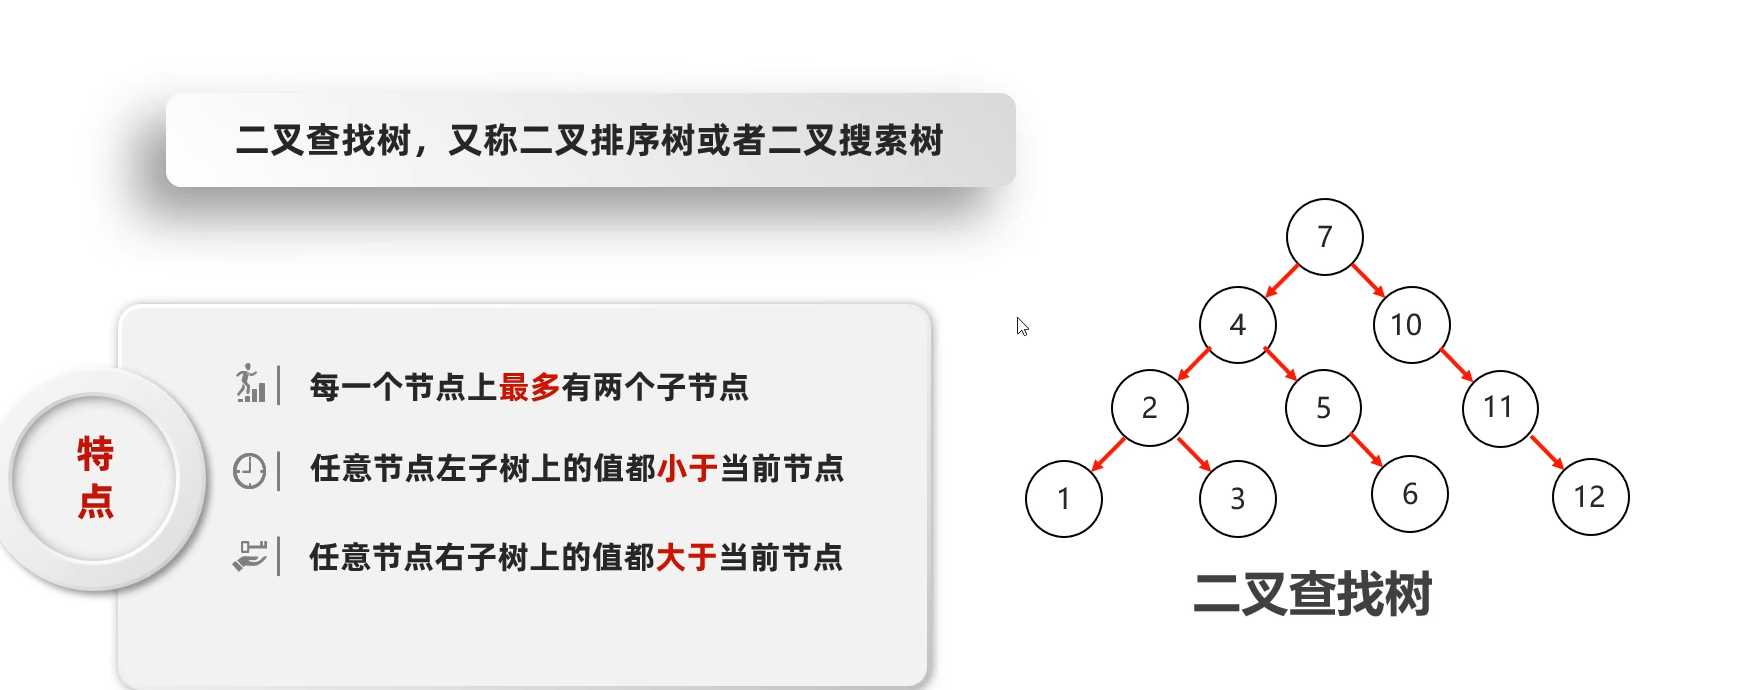 二叉查找树，又称二叉排序树或者二叉搜索树
特
点
每一个节点上最多有两个子节点
任意节点左子树上的值都小于当前节点
任意节点右子树上的值都大于当前节点
7
4 10
2 5 11
1 3 6 12
二叉查找树